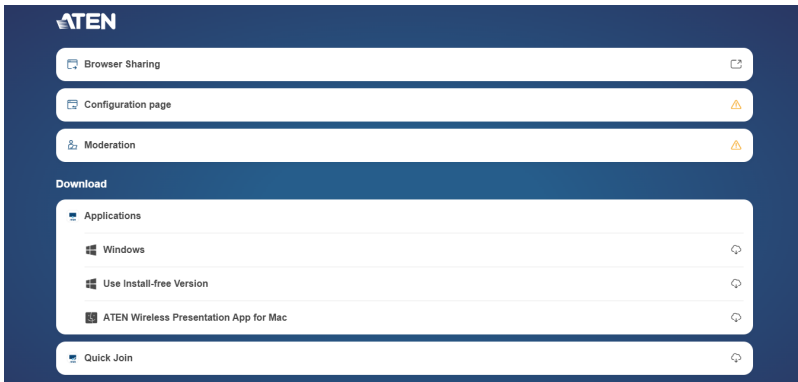 ATEN
Browser Sharing
Configuration page
Moderation
Download
Applications
Windows
Use Install-free Version
ATEN Wireless Presentation App for Mac
Quick Join